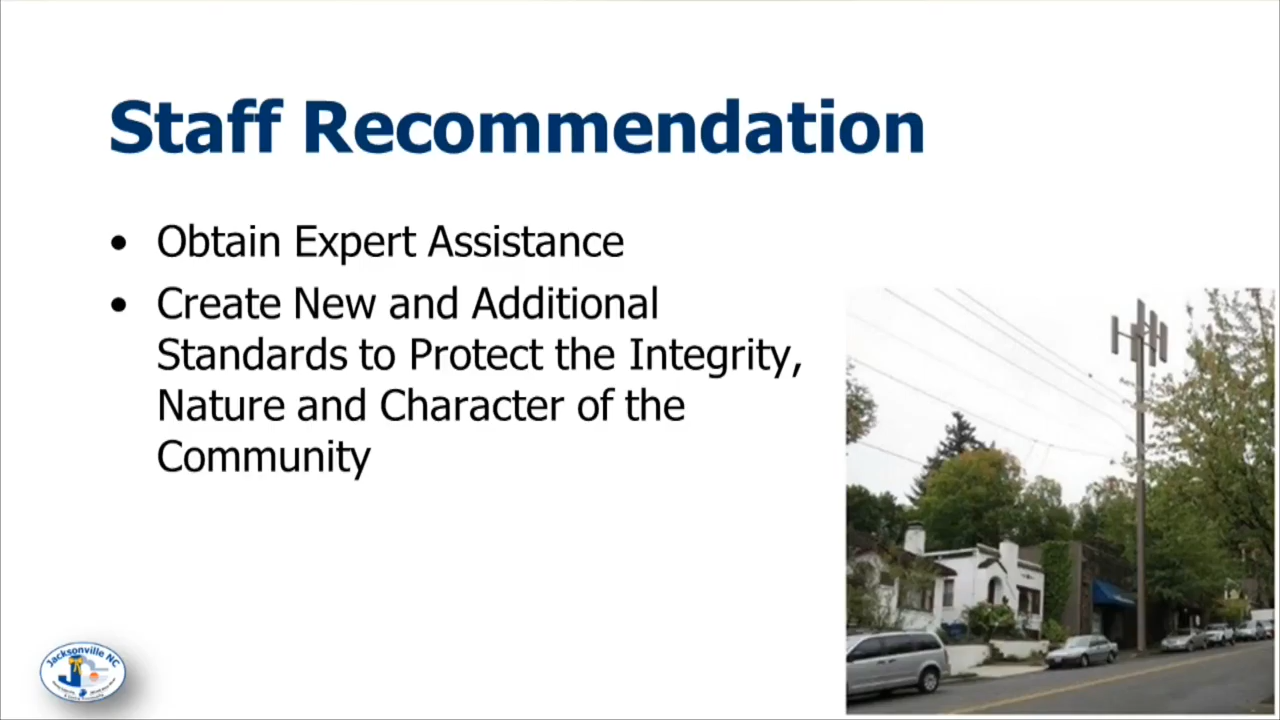 Staff Recommendation
• Obtain Expert Assistance
• Create New and Additional
Standards to Protect the Integrity,
Nature and Character of the
Community
Jacksonville NC